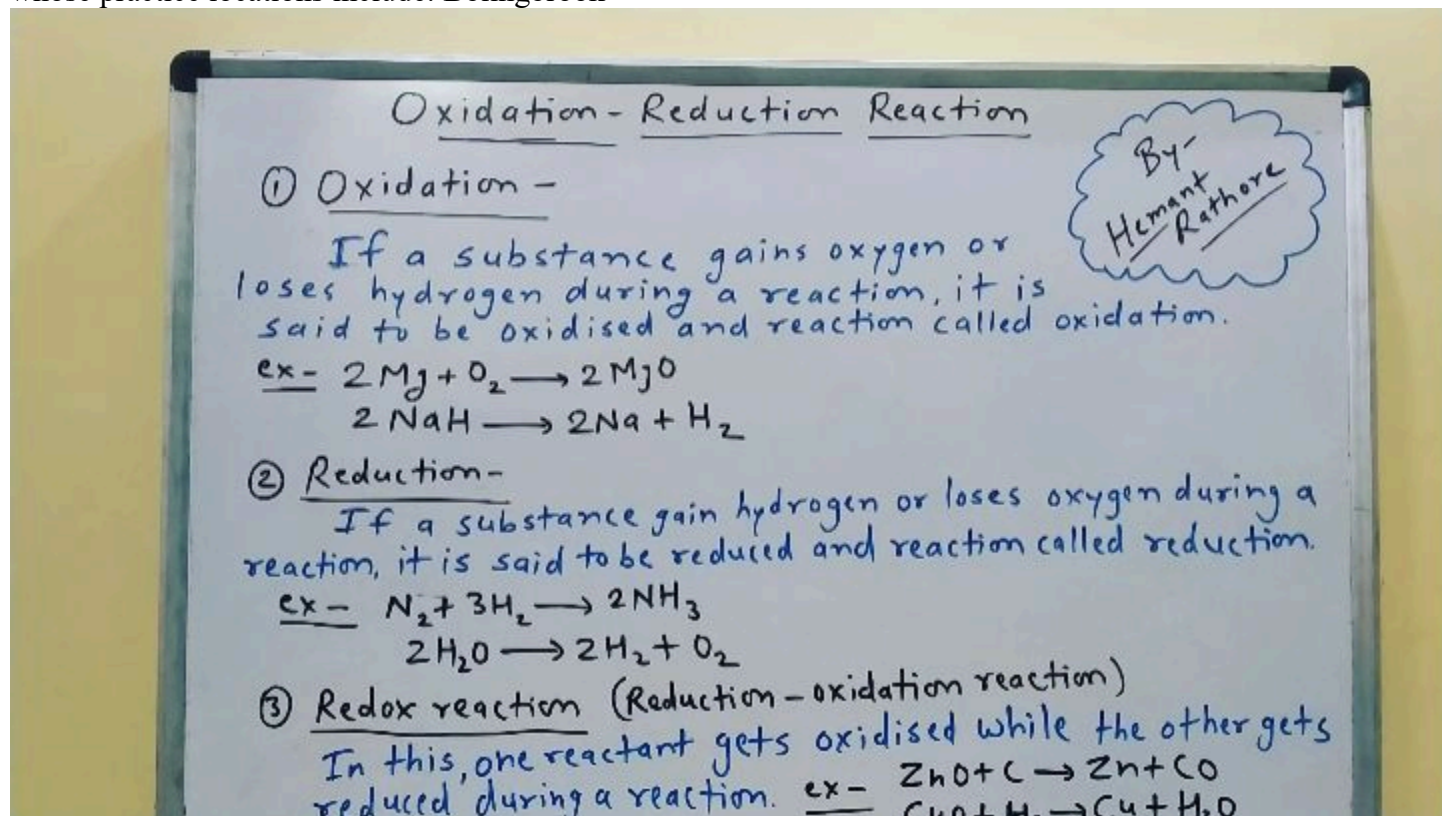 Oxidation - Reduction Reaction
By-
Hemant
Rathore
① Oxidation -
If a substance gains oxygen or
loses hydrogen during a reaction, it is
said to be oxidised and reaction called oxidation.
ex- 2Mg + O₂ → 2MgO
2NaH → 2Na + H₂
② Reduction-
If a substance gain hydrogen or loses oxygen during a
reaction, it is said to be reduced and reaction called reduction.
ex- N₂ + 3H₂ → 2NH₃
2H₂O → 2H₂ + O₂
③ Redox reaction (Reduction - oxidation reaction)
In this, one reactant gets oxidised while the other gets
reduced during a reaction. ex- ZnO + C → Zn + CO
→ Cu + H₂O